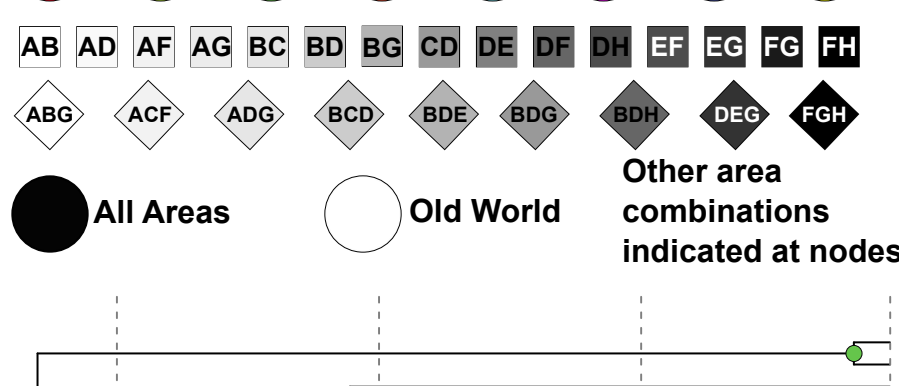 AB AD AF AG BC BD BG CD DE DF DH EF EG FG FH
ABG ACF ADG BCD BDE BDG BDH DEG FGH
All Areas
Old World
Other area
combinations
indicated at nodes